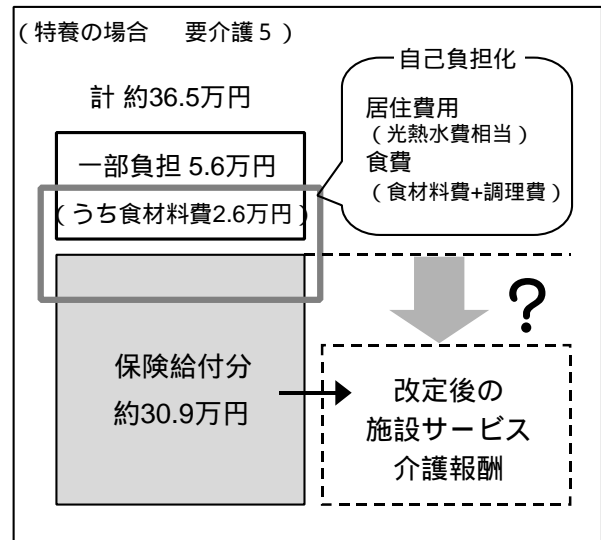 (特養の場合　要介護5)
計 約36.5万円
一部負担 5.6万円
(うち食材料費2.6万円)
自己負担化
居住費用
(光熱水費相当)
食費
(食材料費+調理費)
?
保険給付分
約30.9万円
改定後の
施設サービス
介護報酬